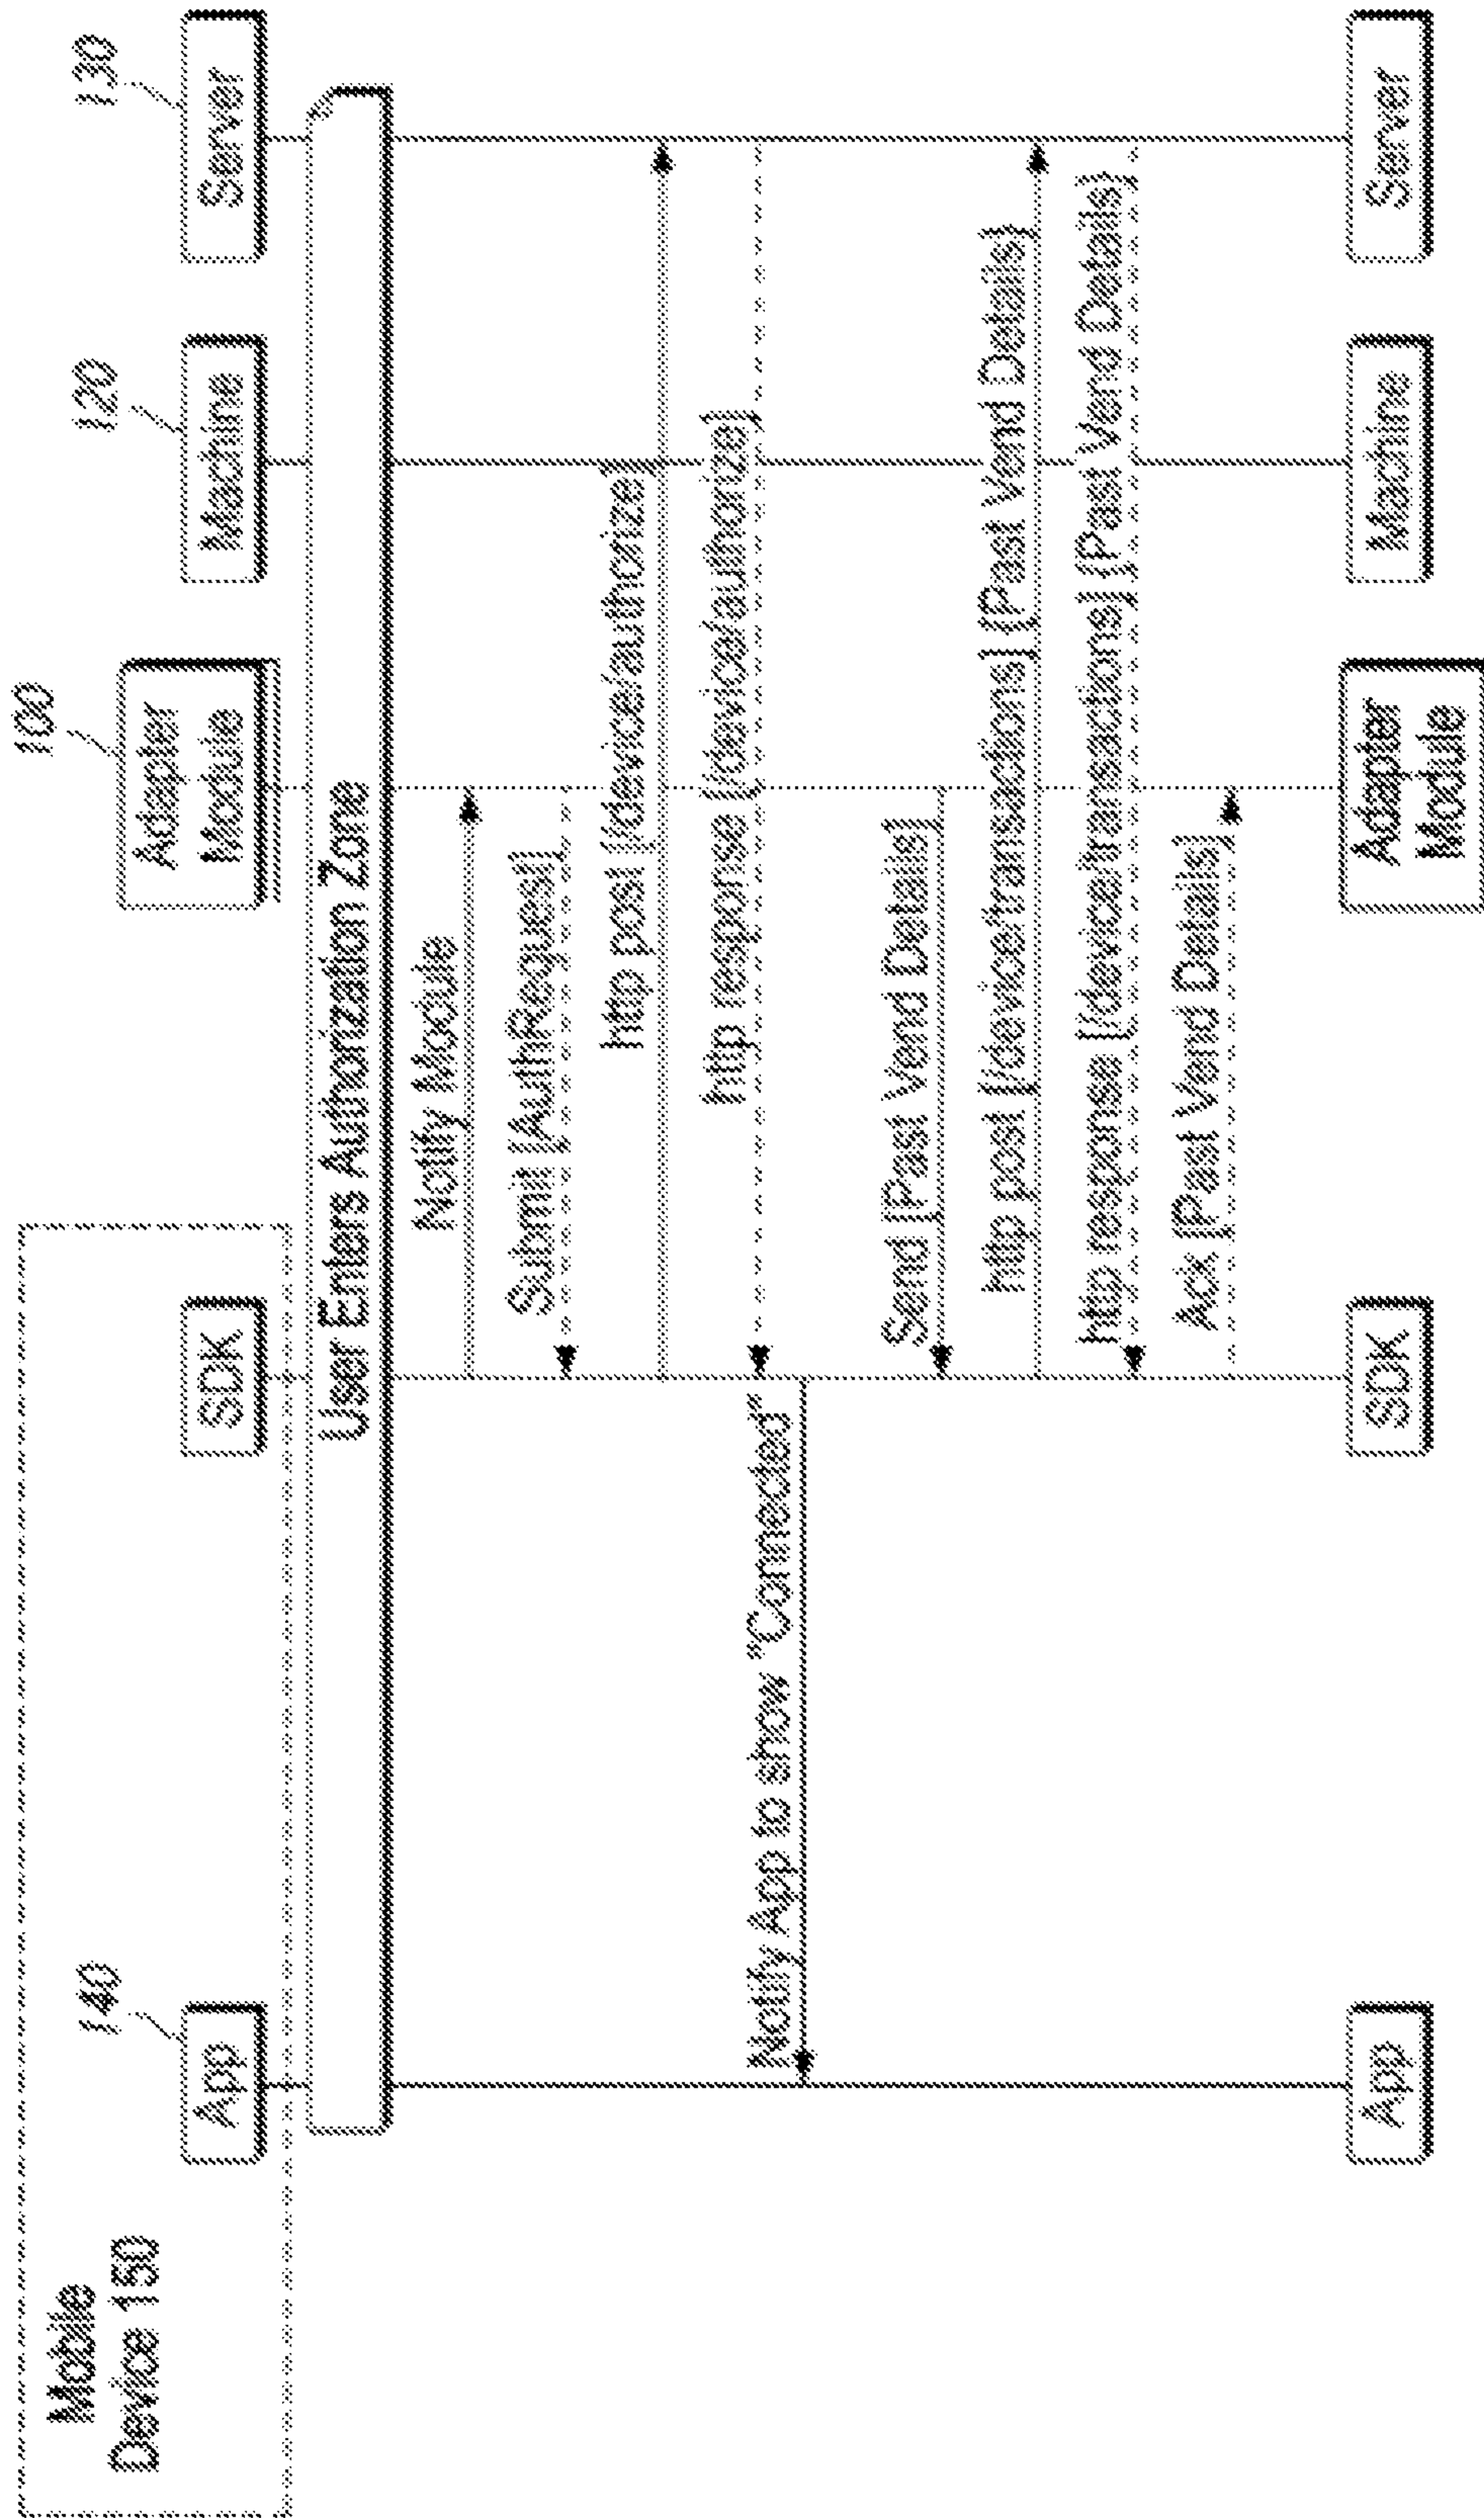 Mobile
Device 150
140
App
SDK
100
Adapter
Module
120
Machine
130
Server
User Enters Authorization Zone
Notify Module
Submit [AuthRequest]
http post [/device/authorize]
http response [/device/authorize]
Notify App to show "Connected"
Send [Past Vend Details]
http post [/device/transactions] [Past Vend Details]
http response [/device/transactions] [Past Vend Details]
Ack [Past Vend Details]
App
SDK
Adapter
Module
Machine
Server